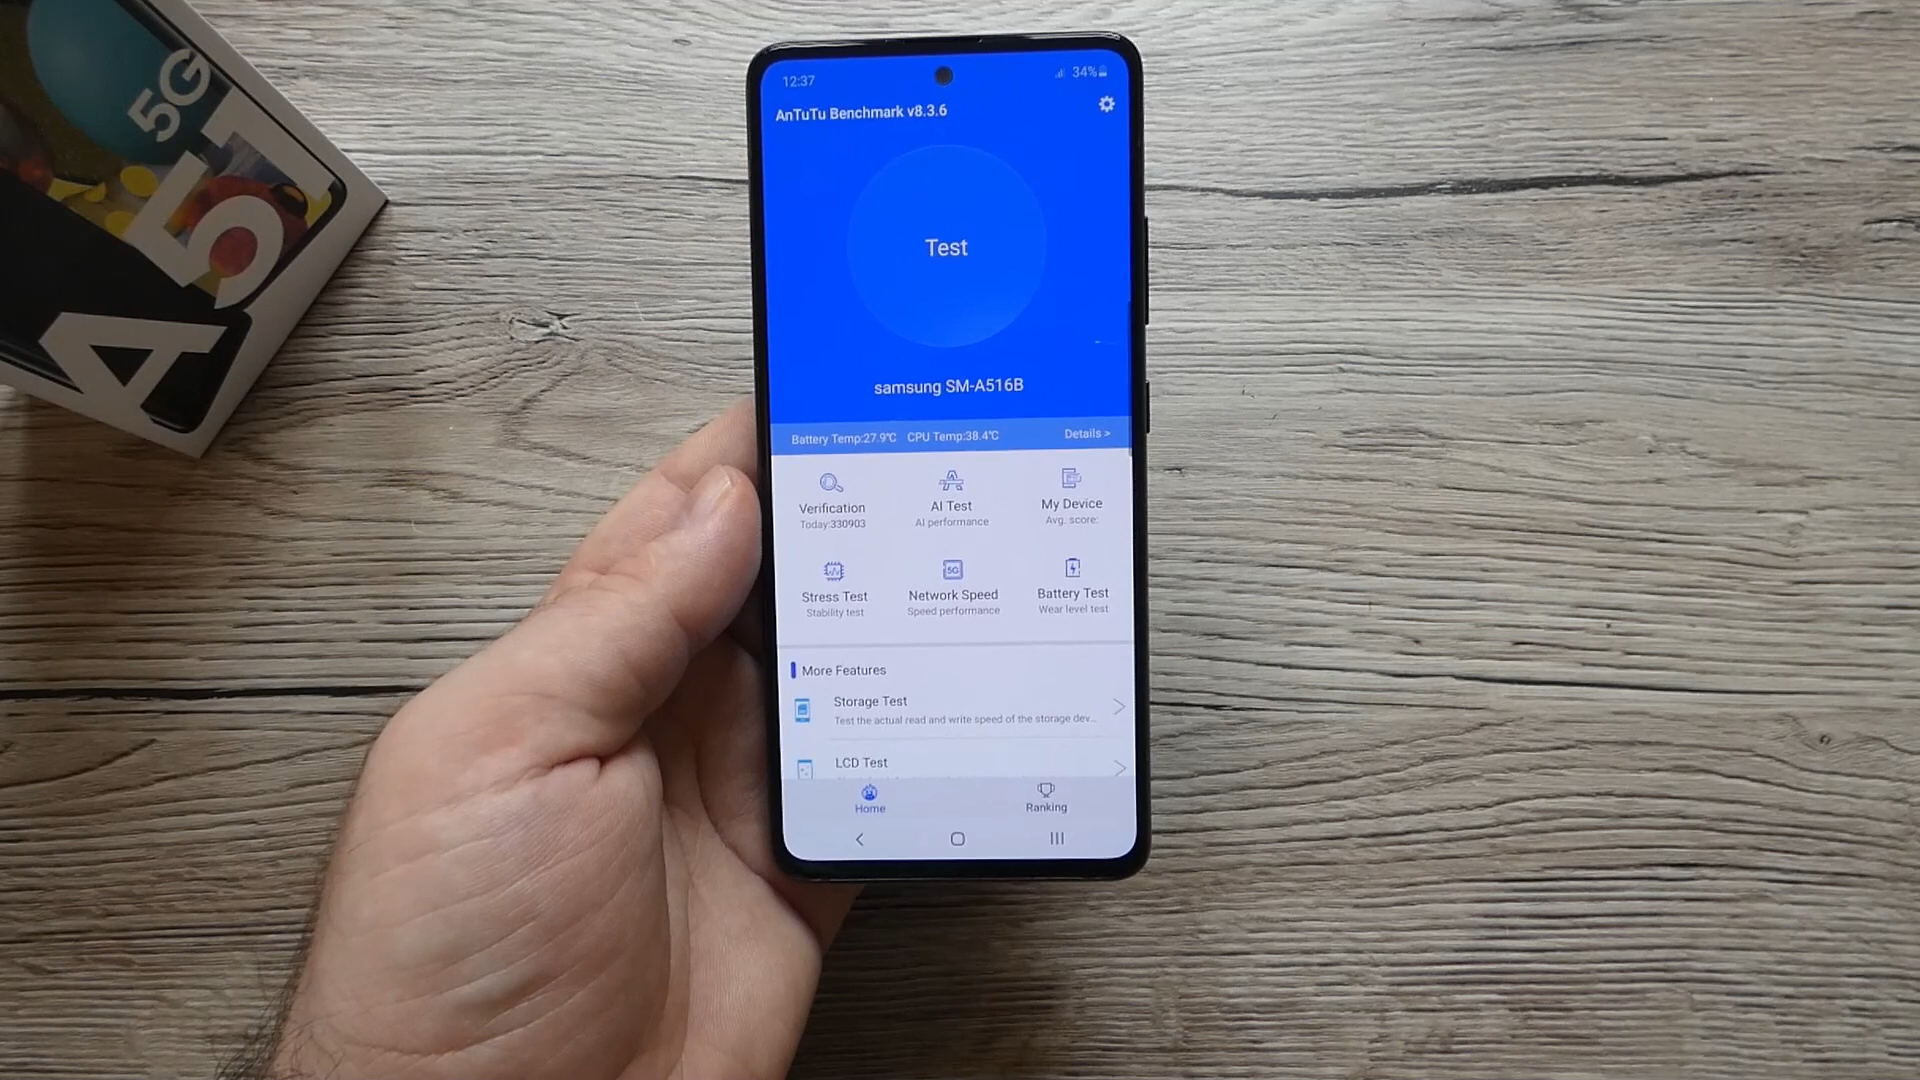 A51
5G
12:37
34%
AnTuTu Benchmark v8.3.6
Test
samsung SM-A516B
Battery Temp:27.9℃ CPU Temp:38.4℃ Details >
Verification
Today:330903
AI Test
AI performance
My Device
Avg. score:
Stress Test
Stability test
5G
Network Speed
Speed performance
Battery Test
Wear level test
More Features
Storage Test
Test the actual read and write speed of the storage dev...
LCD Test
Home
Ranking